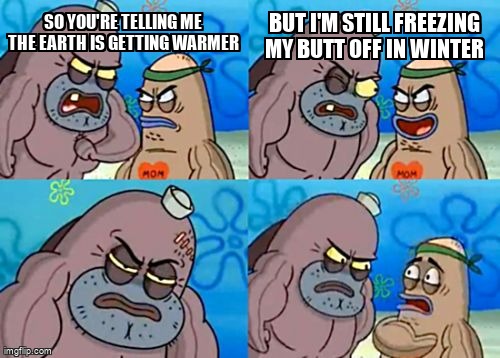 SO YOU'RE TELLING ME
THE EARTH IS GETTING WARMER
BUT I'M STILL FREEZING
MY BUTT OFF IN WINTER
MOM
MOM
imgflip.com